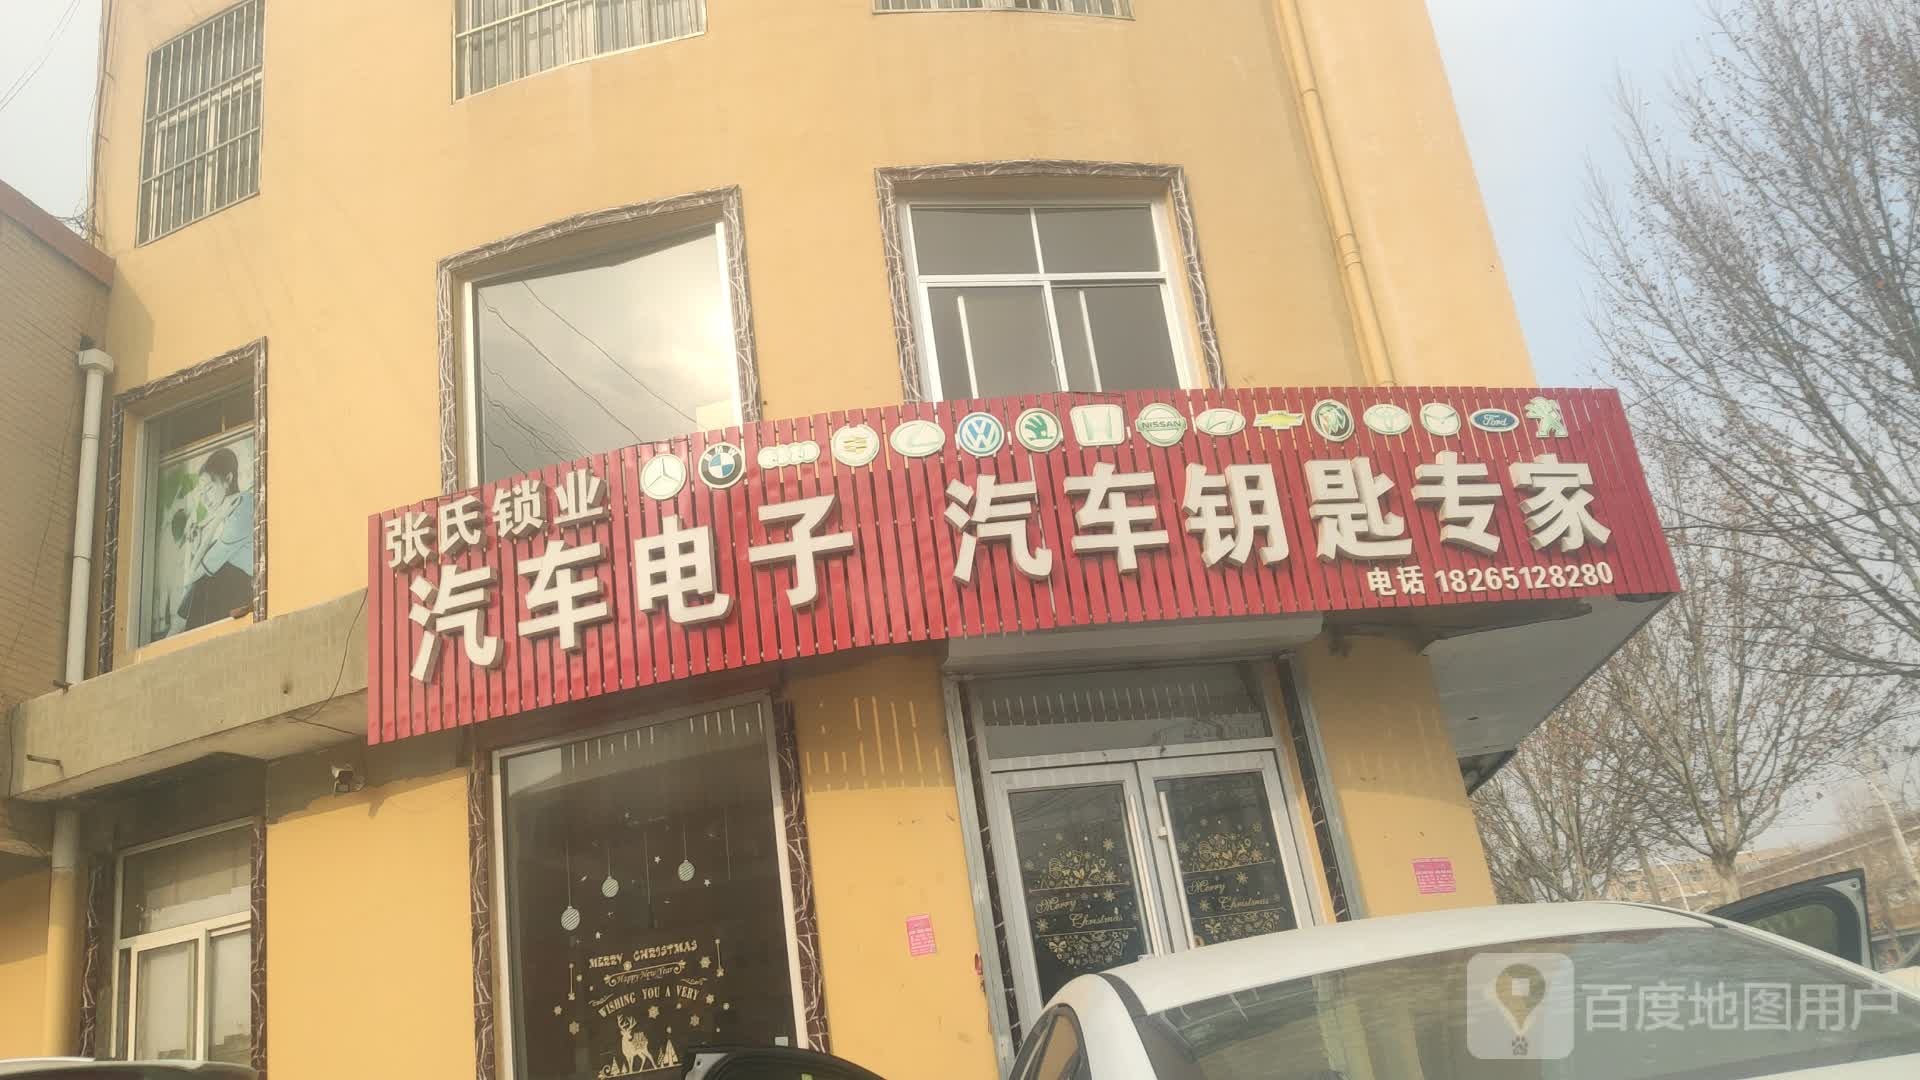 张氏锁业
汽车电子 汽车钥匙专家
电话 18265128280
NISSAN
Ford
MERRY CHRISTMAS
Happy New Year
WISHING YOU A VERY
Merry
Christmas
Merry
Christmas
百度地图用户